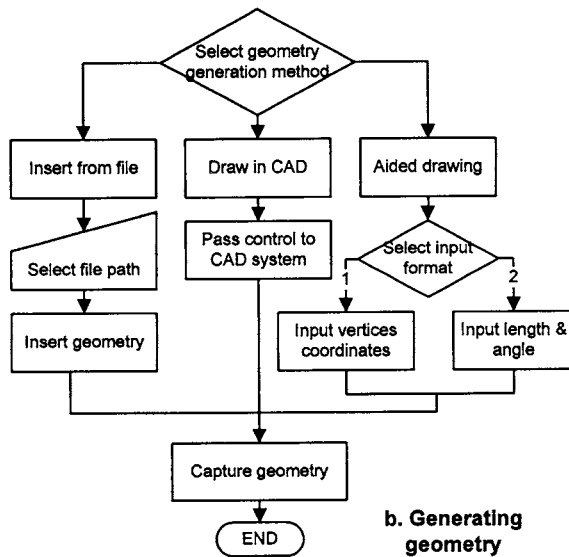 Select geometry
generation method
Insert from file
Draw in CAD
Aided drawing
Select file path
Pass control to
CAD system
Select input
format
1
2
Insert geometry
Input vertices
coordinates
Input length &
angle
Capture geometry
END
b. Generating
geometry